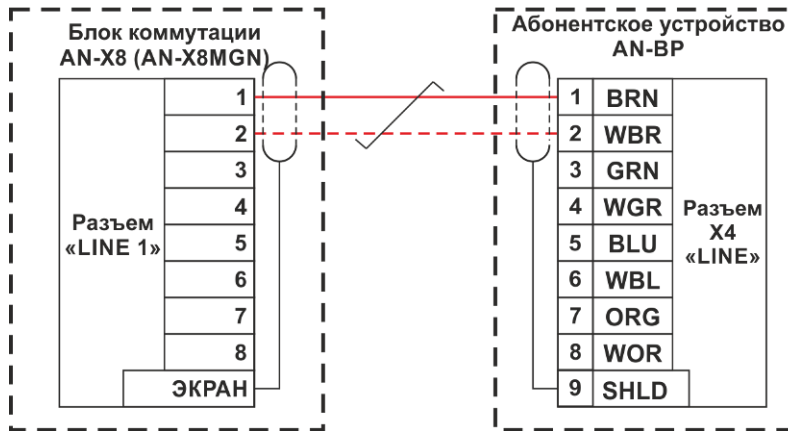 Блок коммутации
AN-X8 (AN-X8MGN)
1
2
3
4
5
6
7
8
ЭКРАН
Разъем
«LINE 1»
Абонентское устройство
AN-BP
1 BRN
2 WBR
3 GRN
4 WGR
5 BLU
6 WBL
7 ORG
8 WOR
9 SHLD
Разъем
X4
«LINE»